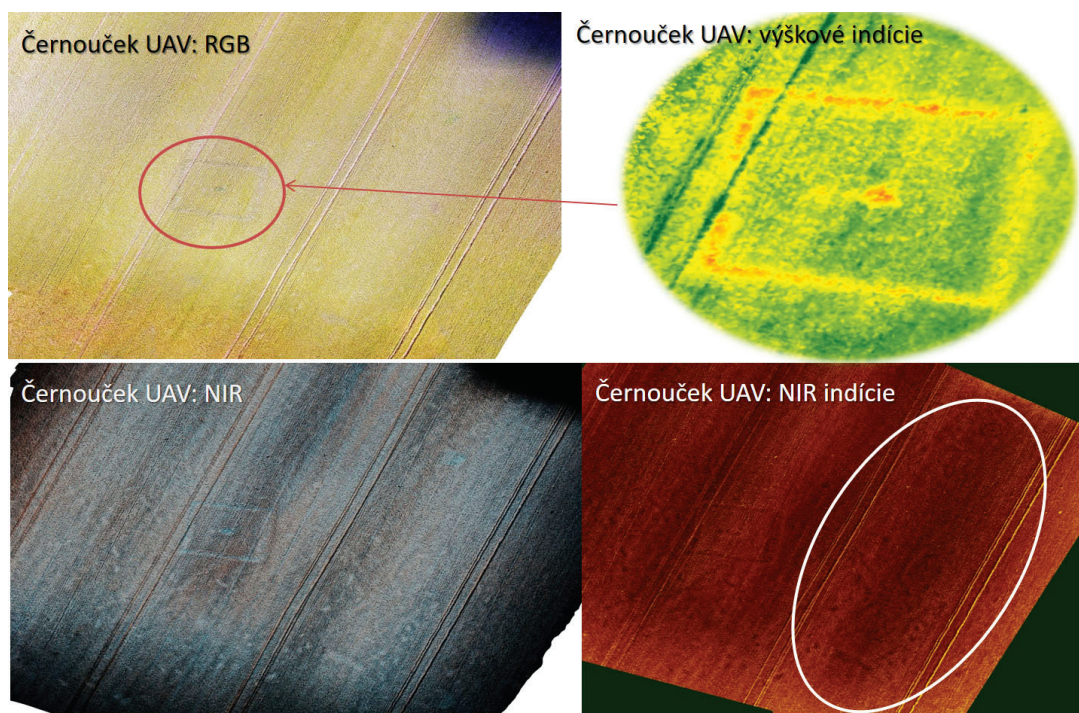 Černouček UAV: RGB
Černouček UAV: výškové indície
Černouček UAV: NIR
Černouček UAV: NIR indície